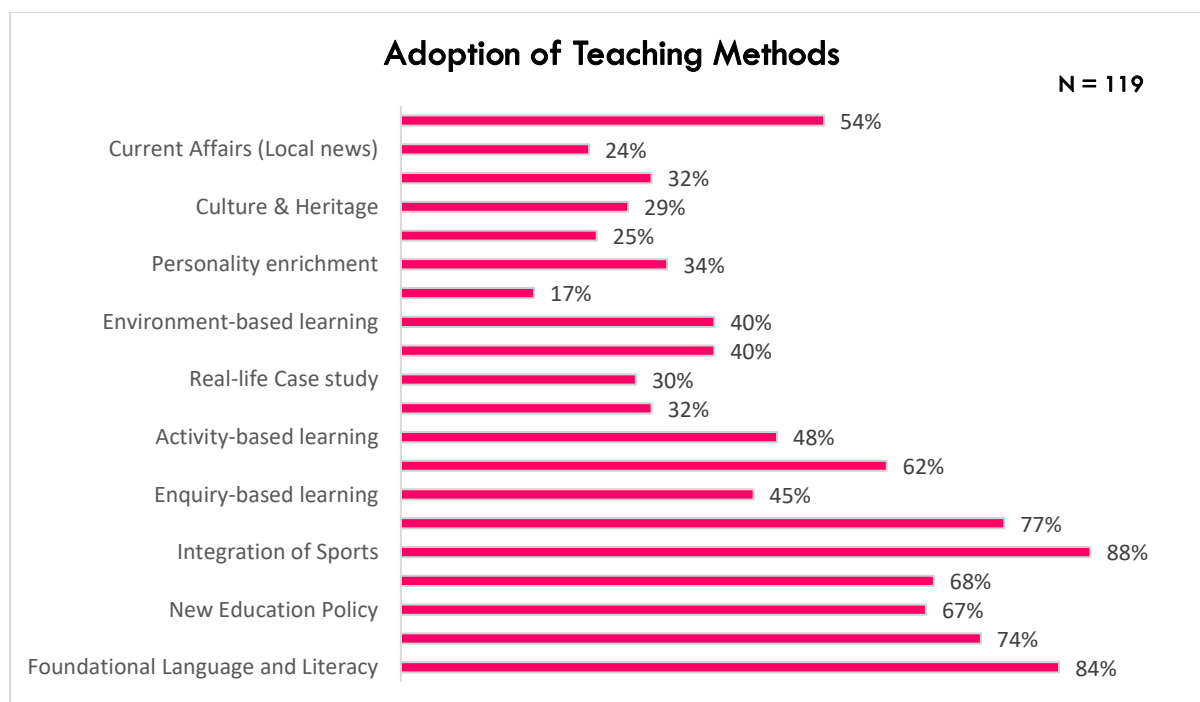 Adoption of Teaching Methods
N = 119
54%
Current Affairs (Local news) 24%
32%
Culture & Heritage 29%
25%
Personality enrichment 34%
17%
Environment-based learning 40%
40%
Real-life Case study 30%
32%
Activity-based learning 48%
62%
Enquiry-based learning 45%
77%
Integration of Sports 88%
68%
New Education Policy 67%
74%
Foundational Language and Literacy 84%